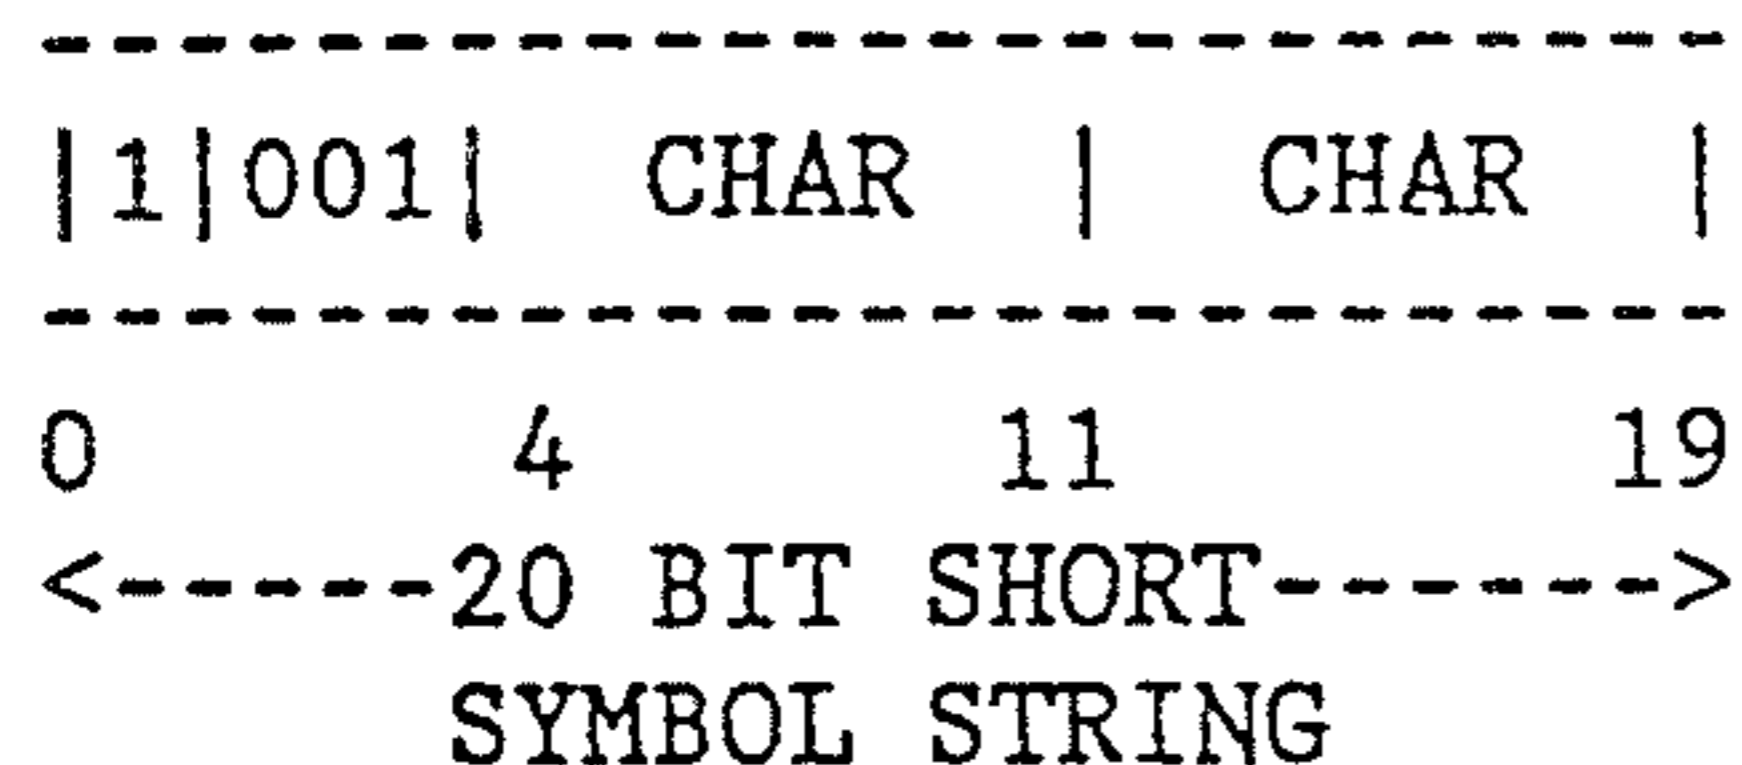 - - - - - - - - - - - - - - - - - - - - - - - - -
|1|001|  CHAR  |  CHAR  |
- - - - - - - - - - - - - - - - - - - - - - - - -
0      4      11       19
<-----20 BIT SHORT------>
      SYMBOL STRING